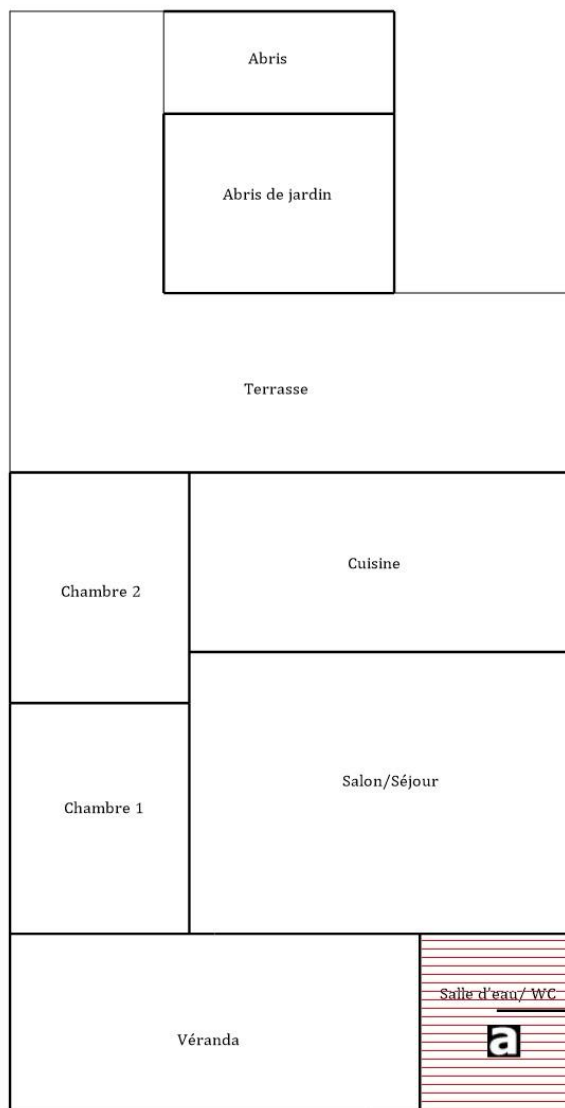 Abris
Abris de jardin
Terrasse
Cuisine
Chambre 2
Salon/Séjour
Chambre 1
Salle d'eau/ WC
a
Véranda